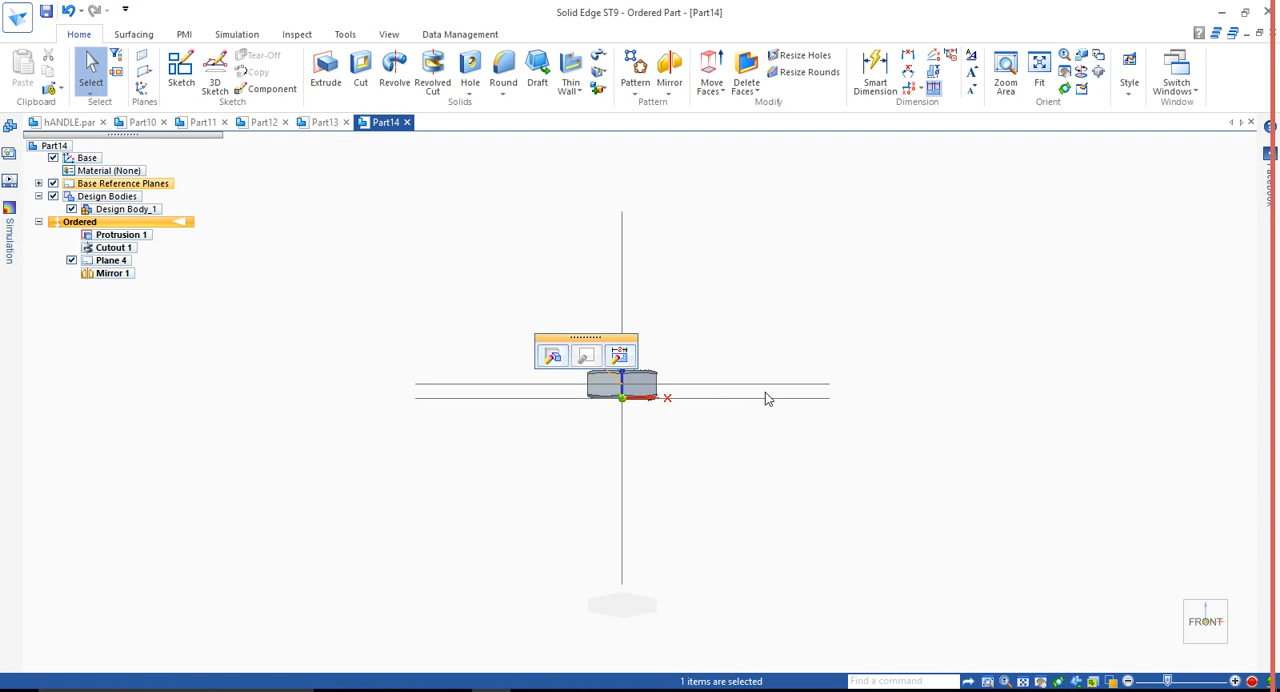 Solid Edge ST9 - Ordered Part - [Part14]
Home Surfacing PMI Simulation Inspect Tools View Data Management
Paste
Clipboard
Select
Select
Planes
Sketch
3D Sketch
Tear-Off
Copy
Component
Sketch
Extrude
Cut
Revolve
Revolved Cut
Hole
Round
Draft
Thin Wall
Solids
Pattern
Mirror
Pattern
Move Faces
Delete Faces
Resize Holes
Resize Rounds
Modify
Smart Dimension
Dimension
Zoom Area
Fit
Orient
Style
Style
Switch Windows
Window
hANDLE.par Part10 Part11 Part12 Part13 Part14
Part14
Base
Material (None)
Base Reference Planes
Design Bodies
Design Body_1
Ordered
Protrusion 1
Cutout 1
Plane 4
Mirror 1
Simulation
Facebook
X
FRONT
1 items are selected
Find a command